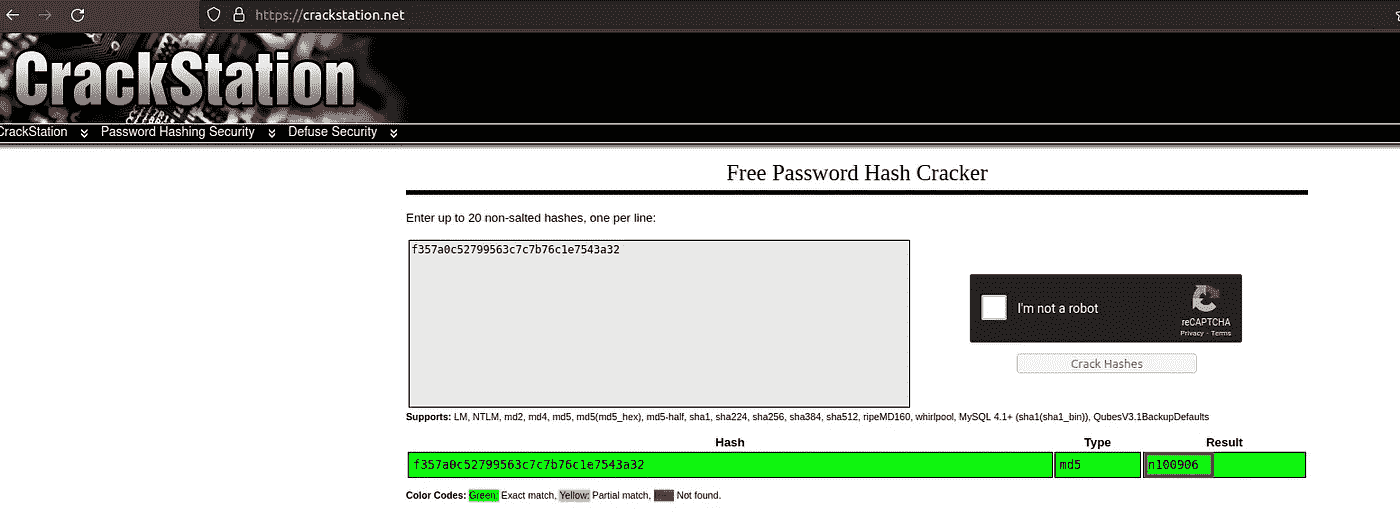 https://crackstation.net
CrackStation
CrackStation Password Hashing Security Defuse Security
Free Password Hash Cracker
Enter up to 20 non-salted hashes, one per line:
f357a0c52799563c7c7b76c1e7543a32
I'm not a robot
reCAPTCHA
Privacy - Terms
Crack Hashes
Supports: LM, NTLM, md2, md4, md5, md5(md5_hex), md5-half, sha1, sha224, sha256, sha384, sha512, ripeMD160, whirlpool, MySQL 4.1+ (sha1(sha1_bin)), QubesV3.1BackupDefaults
Hash Type Result
f357a0c52799563c7c7b76c1e7543a32 md5 n100906
Color Codes: Green: Exact match, Yellow: Partial match, Not found.